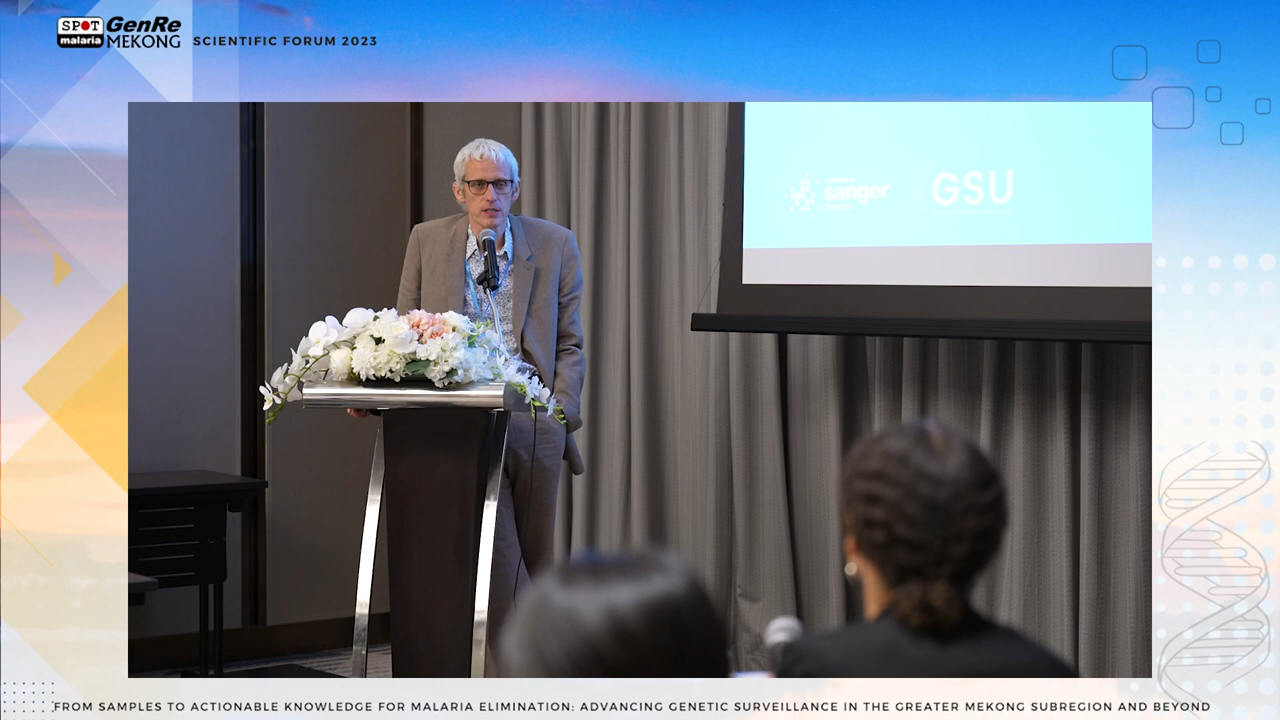 SPOT
malaria
GenRe
MEKONG
SCIENTIFIC FORUM 2023
sanger
GSU
FROM SAMPLES TO ACTIONABLE KNOWLEDGE FOR MALARIA ELIMINATION: ADVANCING GENETIC SURVEILLANCE IN THE GREATER MEKONG SUBREGION AND BEYOND